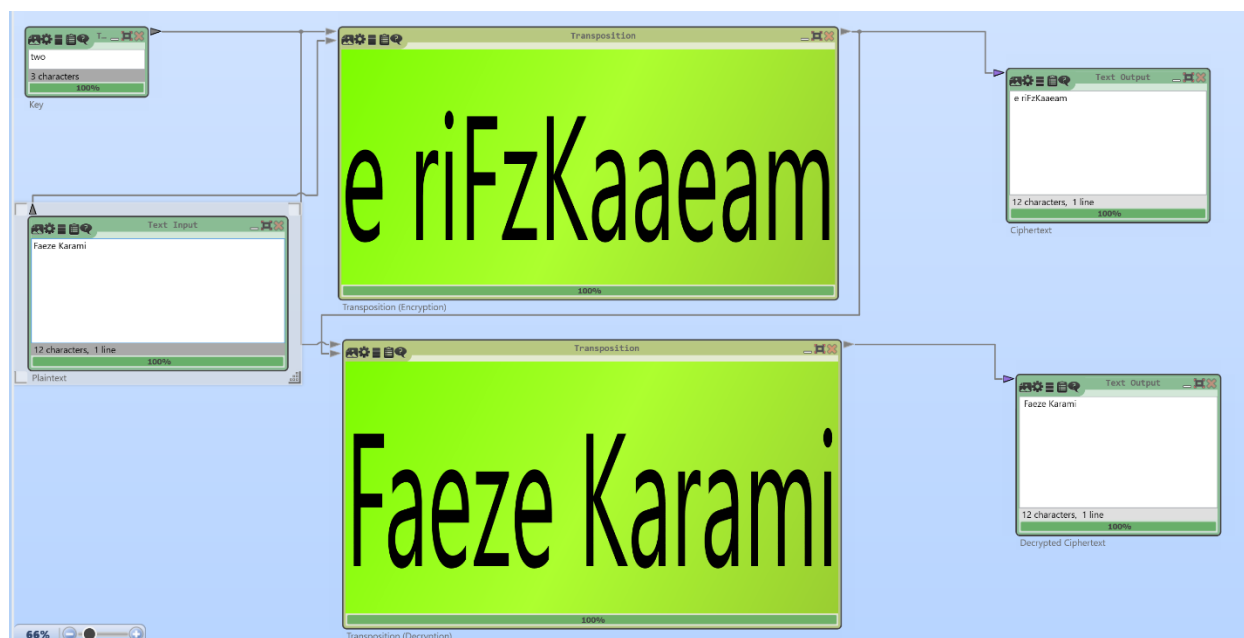 T...
two
3 characters
100%
Key
Transposition
e riFzKaaeam
100%
Transposition (Encryption)
Text Output
e riFzKaaeam
12 characters, 1 line
100%
Ciphertext
Text Input
Faeze Karami
12 characters, 1 line
100%
Plaintext
Transposition
Faeze Karami
100%
Transposition (Decryption)
Text Output
Faeze Karami
12 characters, 1 line
100%
Decrypted Ciphertext
66%